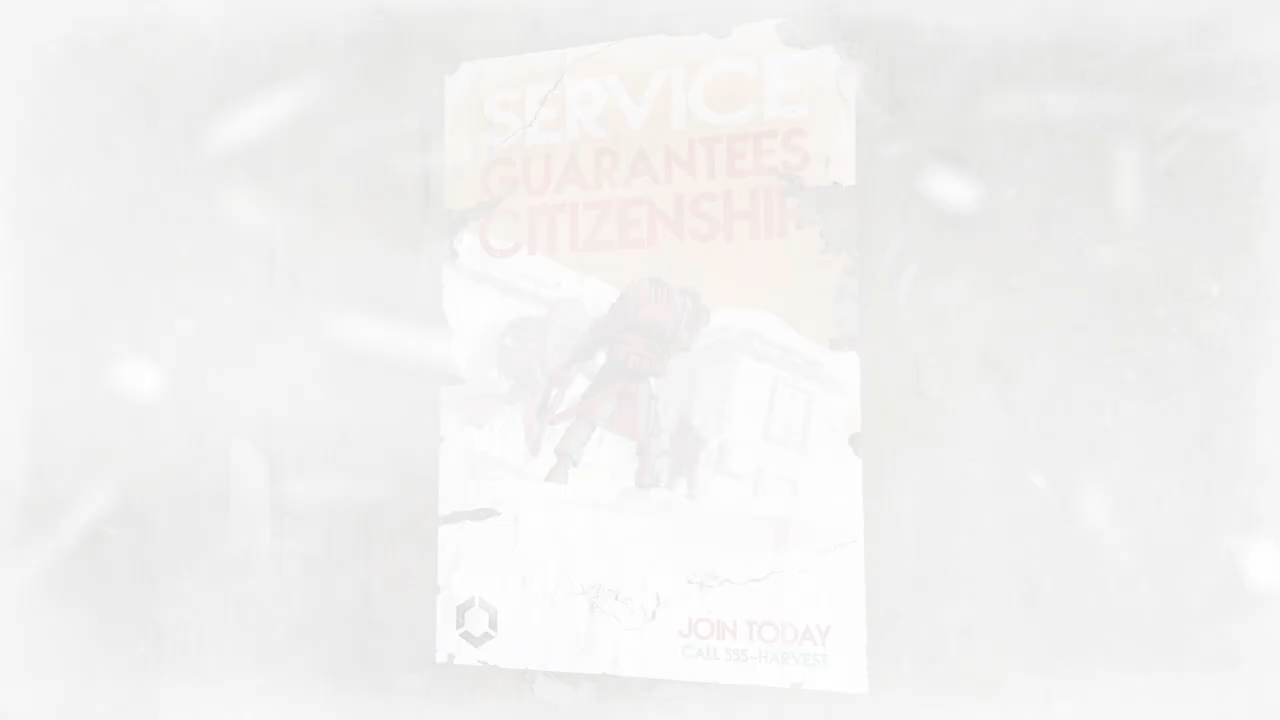 SERVICE
GUARANTEES
CITIZENSHIP
JOIN TODAY
CALL 555-HARVEST